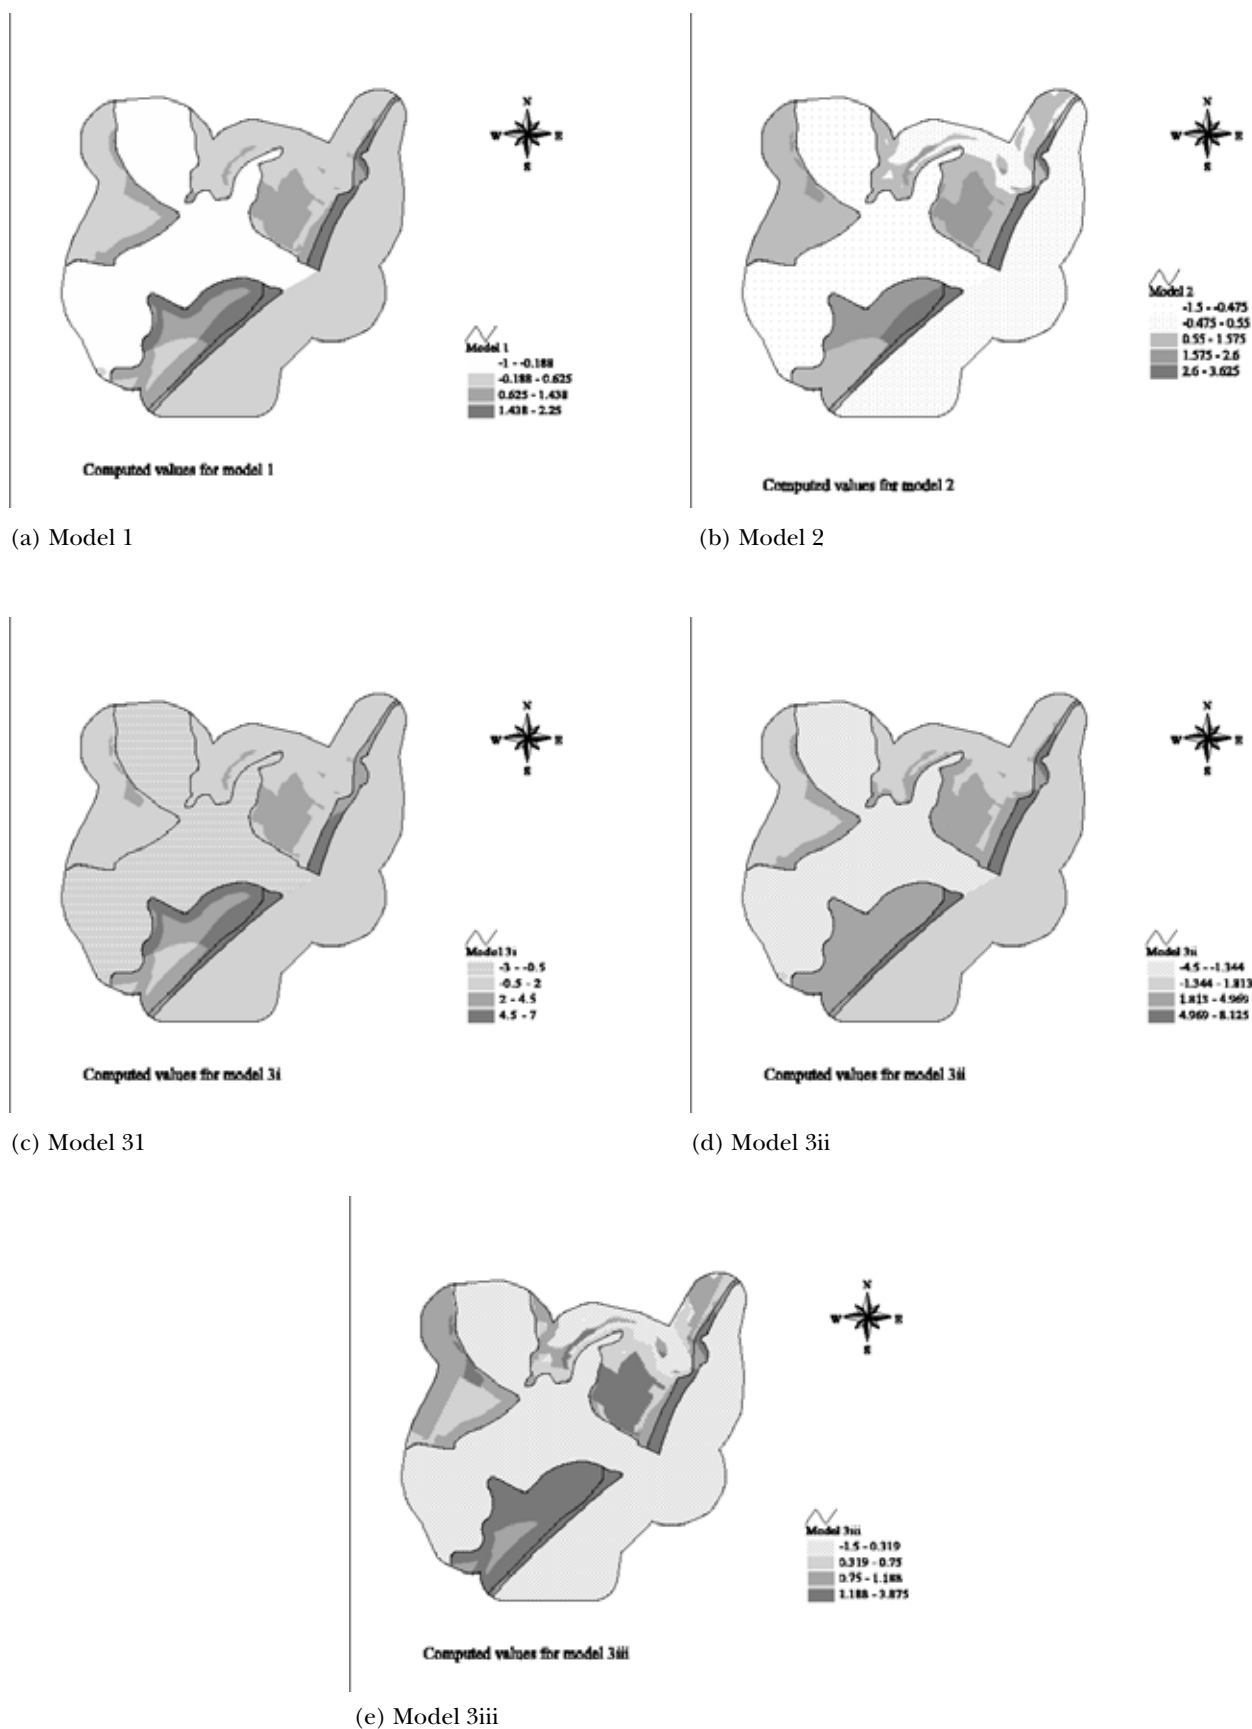 N
W E
S
Model 1
-1 - -0.188
-0.188 - 0.625
0.625 - 1.438
1.438 - 2.25
Computed values for model 1
(a) Model 1
N
W E
S
Model 2
-1.5 - -0.475
-0.475 - 0.55
0.55 - 1.575
1.575 - 2.6
2.6 - 3.625
Computed values for model 2
(b) Model 2
N
W E
S
Model 3i
-3 - -0.5
-0.5 - 2
2 - 4.5
4.5 - 7
Computed values for model 3i
(c) Model 31
N
W E
S
Model 3ii
-4.5 - -1.344
-1.344 - 1.813
1.813 - 4.969
4.969 - 8.125
Computed values for model 3ii
(d) Model 3ii
N
W E
S
Model 3iii
-1.5 - 0.319
0.319 - 0.75
0.75 - 1.188
1.188 - 3.875
Computed values for model 3iii
(e) Model 3iii